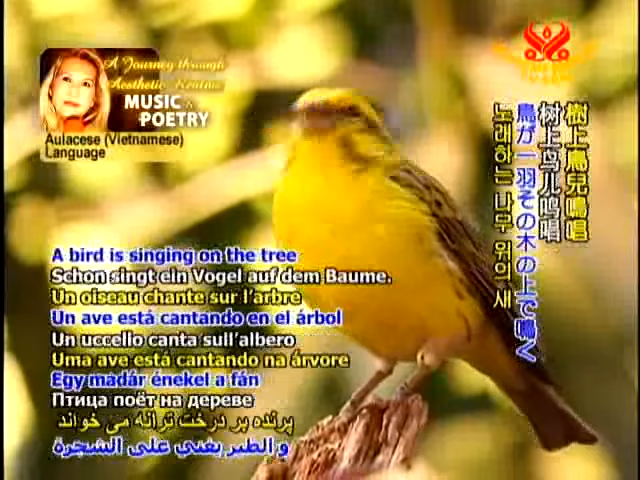 A Journey through
Aesthetic Realms
MUSIC &
POETRY
Aulacese (Vietnamese)
Language
樹上鳥兒鳴唱
树上鸟儿鸣唱
鳥が一羽その木の上で鳴く
노래하는 나무 위의 새
A bird is singing on the tree
Schon singt ein Vogel auf dem Baume.
Un oiseau chante sur l'arbre
Un ave está cantando en el árbol
Un uccello canta sull'albero
Uma ave está cantando na árvore
Egy madár énekel a fán
Птица поёт на дереве
پرنده بر درخت ترانه می خواند
و الطير يغني على الشجرة